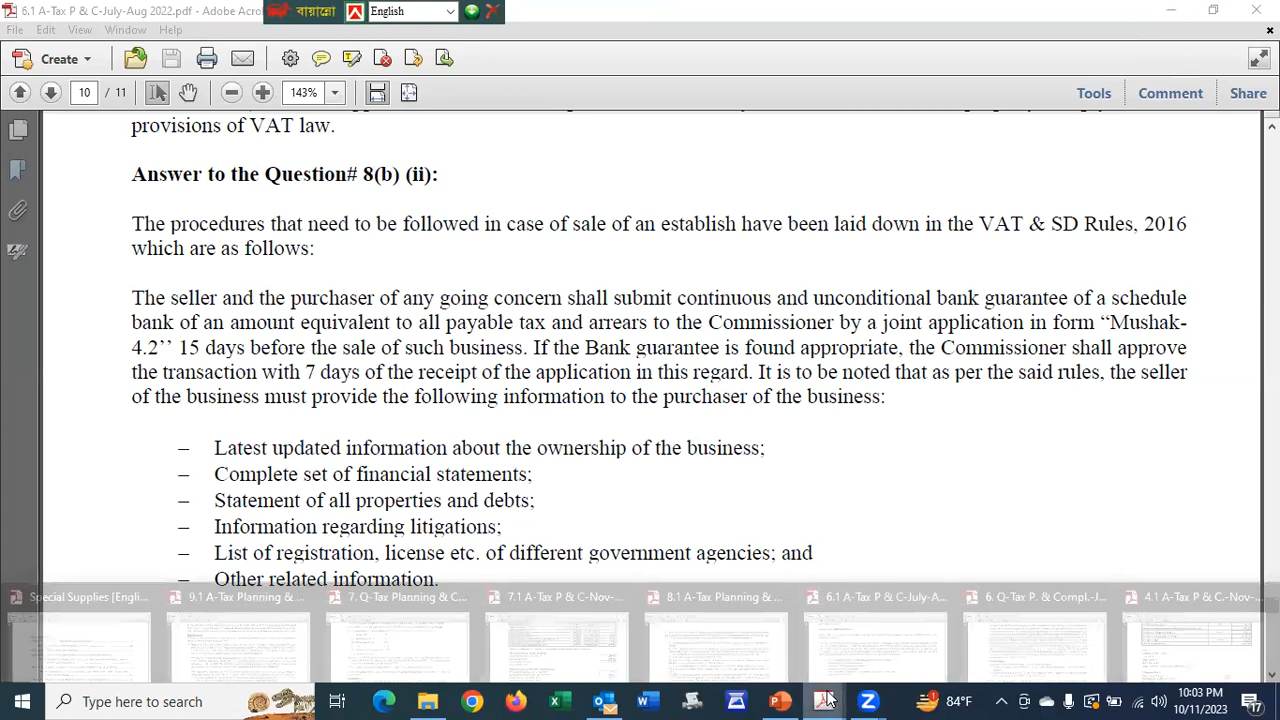 6.1 A-Tax P & C-July-Aug 2022.pdf - Adobe Acro
বায়ান্নো
English
File Edit View Window Help
Create
10 / 11
143%
Tools Comment Share
provisions of VAT law.
Answer to the Question# 8(b) (ii):
The procedures that need to be followed in case of sale of an establish have been laid down in the VAT & SD Rules, 2016
which are as follows:
The seller and the purchaser of any going concern shall submit continuous and unconditional bank guarantee of a schedule
bank of an amount equivalent to all payable tax and arrears to the Commissioner by a joint application in form “Mushak-
4.2’’ 15 days before the sale of such business. If the Bank guarantee is found appropriate, the Commissioner shall approve
the transaction with 7 days of the receipt of the application in this regard. It is to be noted that as per the said rules, the seller
of the business must provide the following information to the purchaser of the business:
– Latest updated information about the ownership of the business;
– Complete set of financial statements;
– Statement of all properties and debts;
– Information regarding litigations;
– List of registration, license etc. of different government agencies; and
– Other related information.
Special Supplies [Engli... 9.1 A-Tax Planning &... 7. Q-Tax Planning & C... 7.1 A-Tax P & C-Nov-... 8.1 A-Tax Planning &... 6.1 A-Tax P & C-July-A... 6. Q-Tax P. & Compl.-J... 4.1 A-Tax P & C.-Nov-...
Type here to search
84°F
10:03 PM
10/11/2023
17